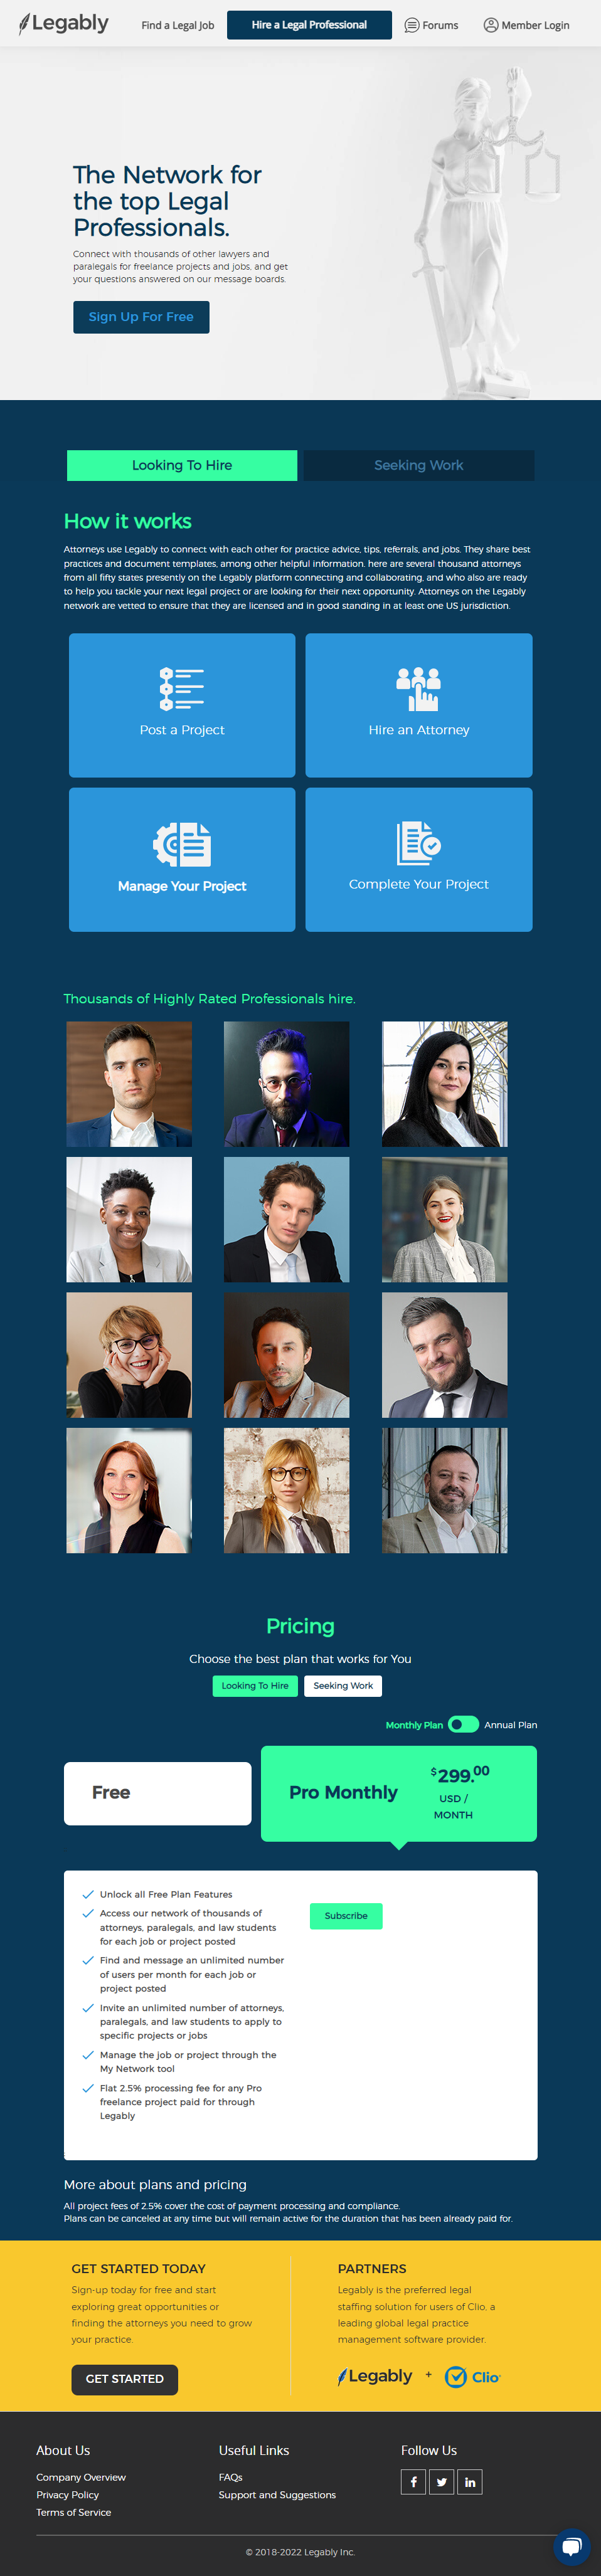 Legably
Find a Legal Job
Hire a Legal Professional
Forums
Member Login
The Network for
the top Legal
Professionals.
Connect with thousands of other lawyers and
paralegals for freelance projects and jobs, and get
your questions answered on our message boards.
Sign Up For Free
Looking To Hire
Seeking Work
How it works
Attorneys use Legably to connect with each other for practice advice, tips, referrals, and jobs. They share best
practices and document templates, among other helpful information. here are several thousand attorneys
from all fifty states presently on the Legably platform connecting and collaborating, and who also are ready
to help you tackle your next legal project or are looking for their next opportunity. Attorneys on the Legably
network are vetted to ensure that they are licensed and in good standing in at least one US jurisdiction.
Post a Project
Hire an Attorney
Manage Your Project
Complete Your Project
Thousands of Highly Rated Professionals hire.
Pricing
Choose the best plan that works for You
Looking To Hire
Seeking Work
Monthly Plan
Annual Plan
Free
Pro Monthly
$299.00
USD /
MONTH
Unlock all Free Plan Features
Access our network of thousands of
attorneys, paralegals, and law students
for each job or project posted
Find and message an unlimited number
of users per month for each job or
project posted
Invite an unlimited number of attorneys,
paralegals, and law students to apply to
specific projects or jobs
Manage the job or project through the
My Network tool
Flat 2.5% processing fee for any Pro
freelance project paid for through
Legably
Subscribe
More about plans and pricing
All project fees of 2.5% cover the cost of payment processing and compliance.
Plans can be canceled at any time but will remain active for the duration that has been already paid for.
GET STARTED TODAY
Sign-up today for free and start
exploring great opportunities or
finding the attorneys you need to grow
your practice.
GET STARTED
PARTNERS
Legably is the preferred legal
staffing solution for users of Clio, a
leading global legal practice
management software provider.
Legably + Clio
About Us
Company Overview
Privacy Policy
Terms of Service
Useful Links
FAQs
Support and Suggestions
Follow Us
© 2018-2022 Legably Inc.